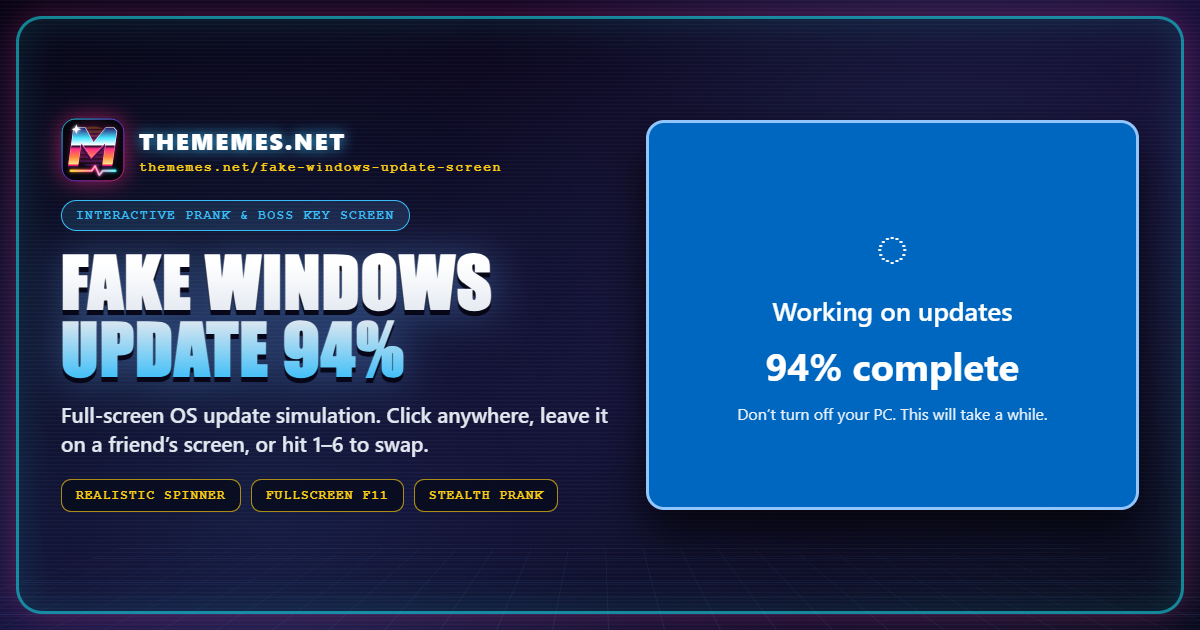 THEMEMES.NET
thememes.net/fake-windows-update-screen
INTERACTIVE PRANK & BOSS KEY SCREEN
FAKE WINDOWS
UPDATE 94%
Full-screen OS update simulation. Click anywhere, leave it
on a friend’s screen, or hit 1–6 to swap.
REALISTIC SPINNER
FULLSCREEN F11
STEALTH PRANK
Working on updates
94% complete
Don’t turn off your PC. This will take a while.